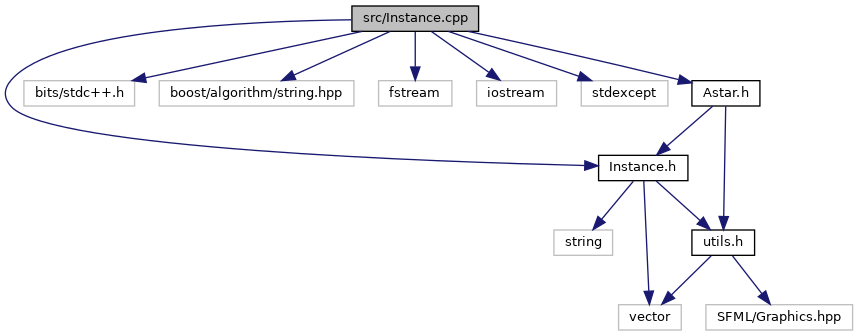 src/Instance.cpp
bits/stdc++.h
boost/algorithm/string.hpp
fstream
iostream
stdexcept
Astar.h
Instance.h
string
utils.h
vector
SFML/Graphics.hpp